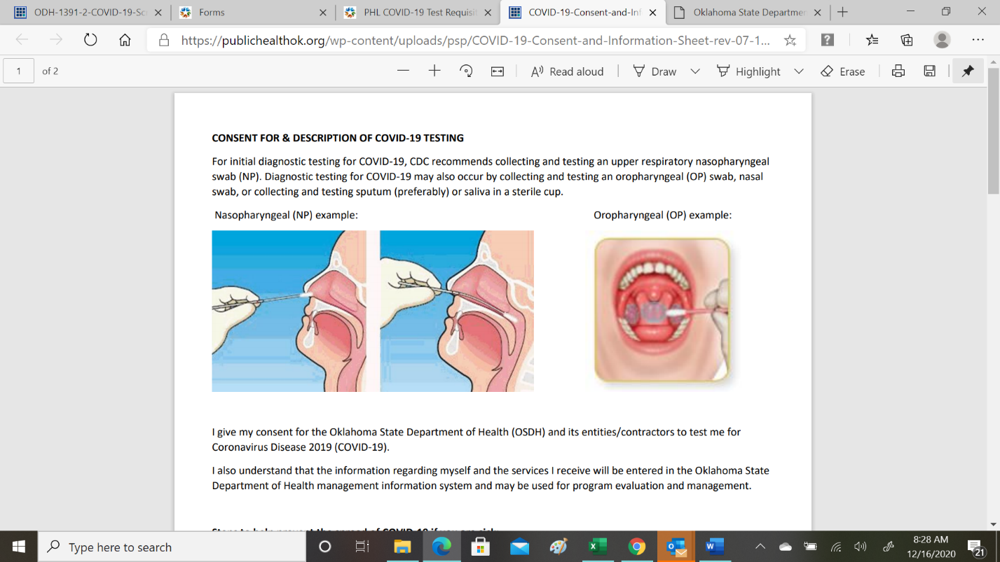 ODH-1391-2-COVID-19-Sc
Forms
PHL COVID-19 Test Requisit
COVID-19-Consent-and-Inf
Oklahoma State Departmen
https://publichealthok.org/wp-content/uploads/psp/COVID-19-Consent-and-Information-Sheet-rev-07-1...
1 of 2
Read aloud
Draw
Highlight
Erase
CONSENT FOR & DESCRIPTION OF COVID-19 TESTING
For initial diagnostic testing for COVID-19, CDC recommends collecting and testing an upper respiratory nasopharyngeal
swab (NP). Diagnostic testing for COVID-19 may also occur by collecting and testing an oropharyngeal (OP) swab, nasal
swab, or collecting and testing sputum (preferably) or saliva in a sterile cup.
Nasopharyngeal (NP) example:
Oropharyngeal (OP) example:
I give my consent for the Oklahoma State Department of Health (OSDH) and its entities/contractors to test me for
Coronavirus Disease 2019 (COVID-19).
I also understand that the information regarding myself and the services I receive will be entered in the Oklahoma State
Department of Health management information system and may be used for program evaluation and management.
Type here to search
8:28 AM
12/16/2020
21